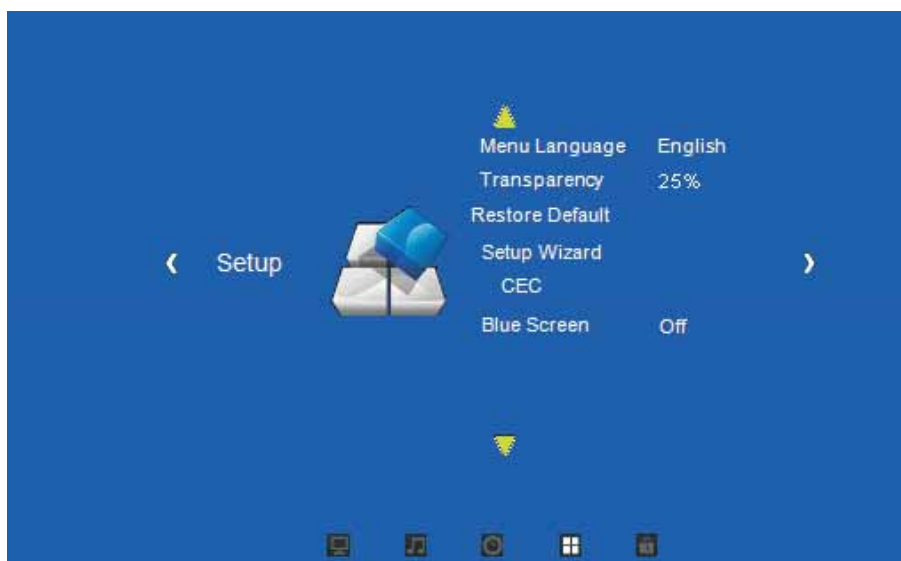 Setup
Menu Language English
Transparency 25%
Restore Default
Setup Wizard
CEC
Blue Screen Off